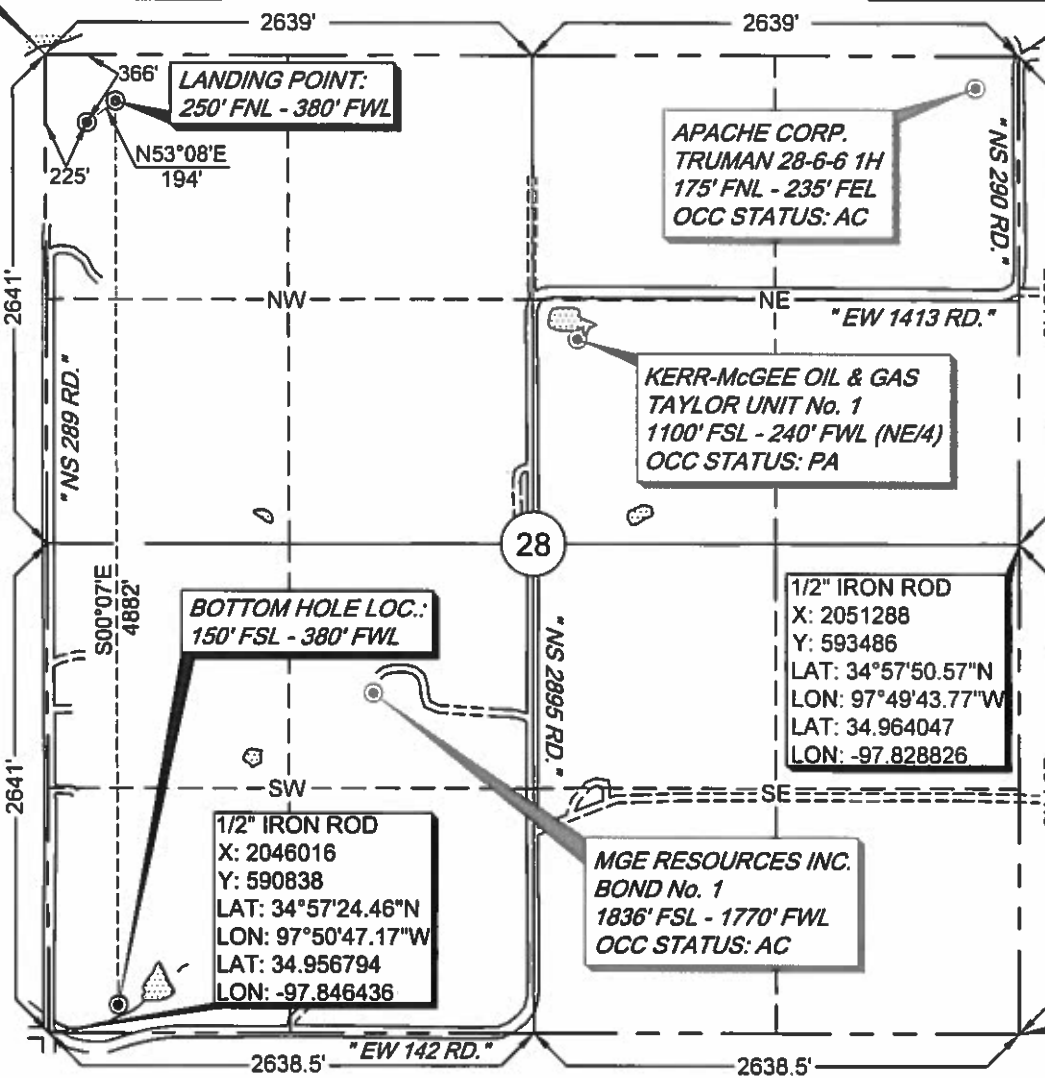 2639'
2639'
366'
LANDING POINT:
250' FNL - 380' FWL
225'
N53°08'E
194'
APACHE CORP.
TRUMAN 28-6-6 1H
175' FNL - 235' FEL
OCC STATUS: AC
"NS 290 RD."
2641'
NW
NE
"EW 1413 RD."
"NS 289 RD."
KERR-McGEE OIL & GAS
TAYLOR UNIT No. 1
1100' FSL - 240' FWL (NE/4)
OCC STATUS: PA
28
S00°07'E
4882'
BOTTOM HOLE LOC.:
150' FSL - 380' FWL
1/2" IRON ROD
X: 2051288
Y: 593486
LAT: 34°57'50.57"N
LON: 97°49'43.77"W
LAT: 34.964047
LON: -97.828826
"NS 2895 RD."
2641'
SW
SE
1/2" IRON ROD
X: 2046016
Y: 590838
LAT: 34°57'24.46"N
LON: 97°50'47.17"W
LAT: 34.956794
LON: -97.846436
MGE RESOURCES INC.
BOND No. 1
1836' FSL - 1770' FWL
OCC STATUS: AC
"EW 142 RD."
2638.5'
2638.5'